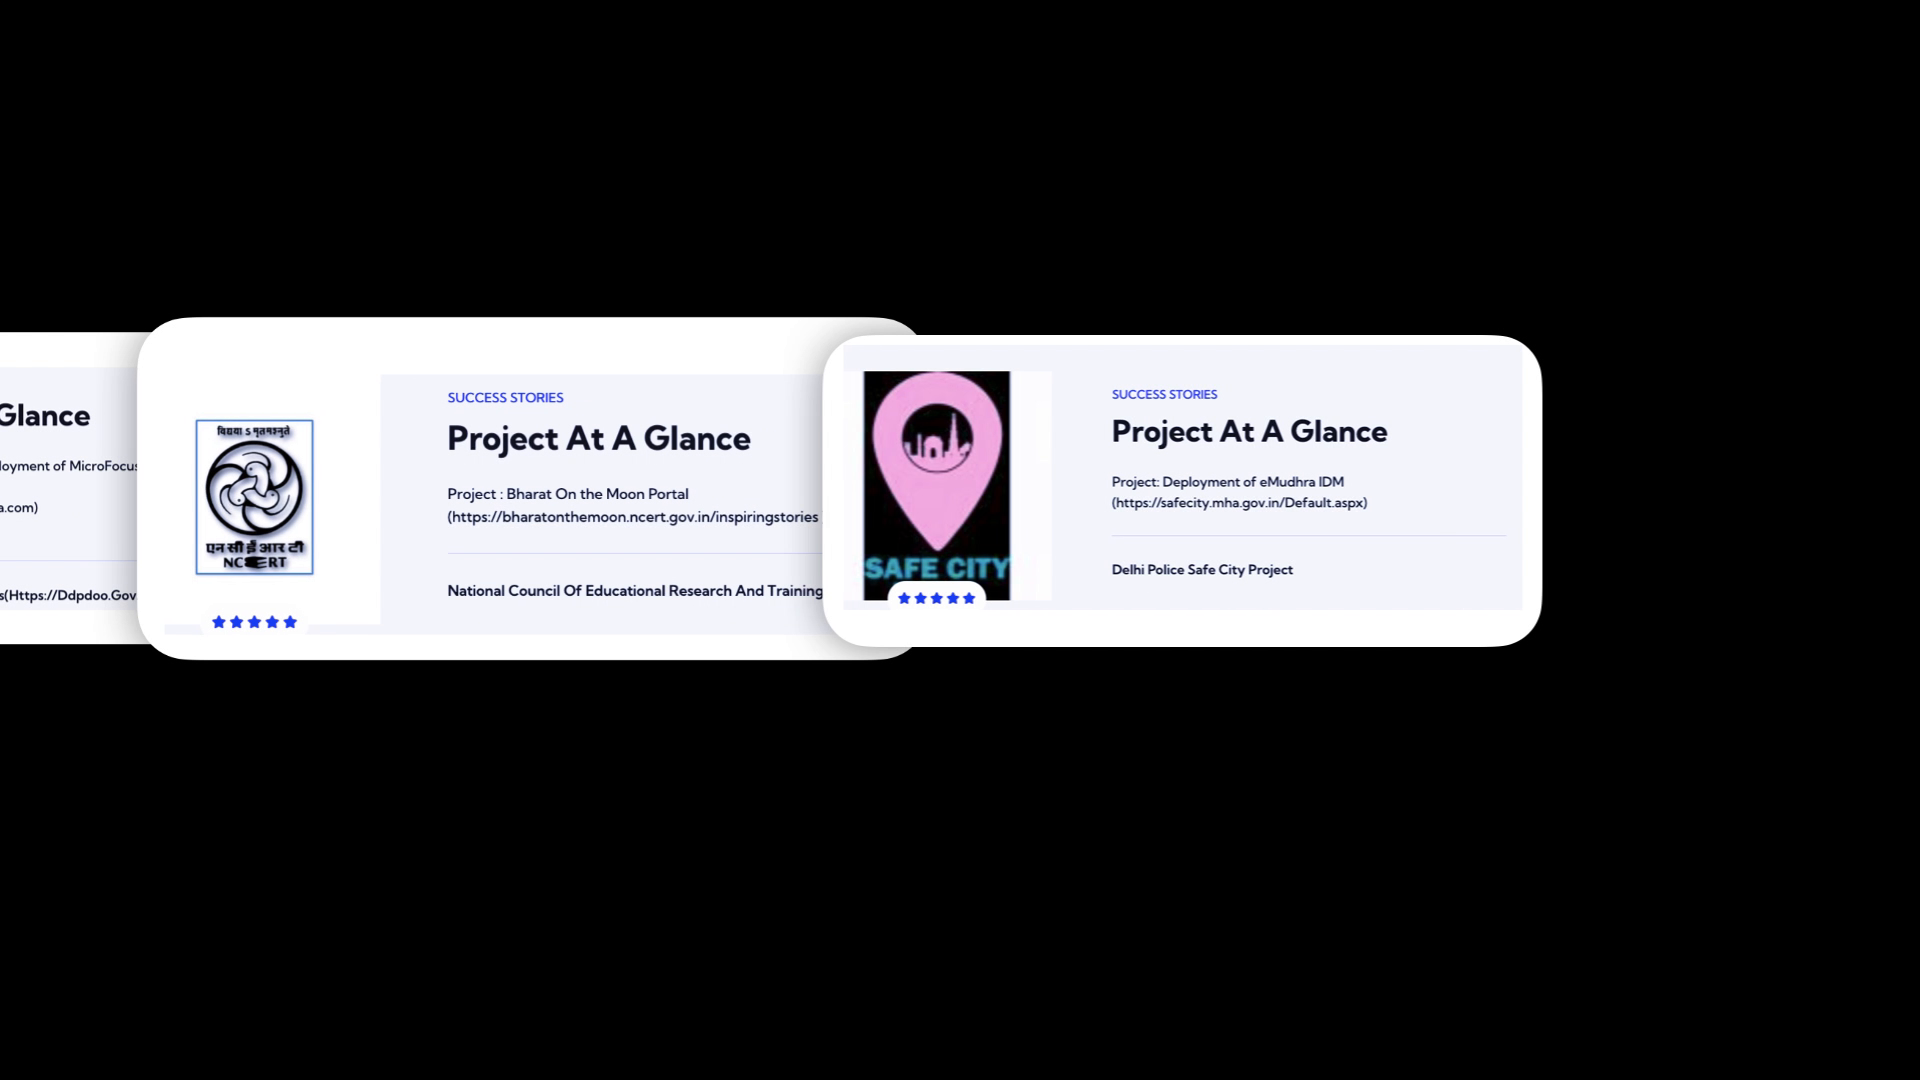 Glance
loyment of MicroFocus
a.com)
s(Https://Ddpdoo.Gov
विद्यया ऽ मृतमश्नुते
एन सी ई आर टी
NCERT
SUCCESS STORIES
Project At A Glance
Project : Bharat On the Moon Portal
(https://bharatonthemoon.ncert.gov.in/inspiringstories
National Council Of Educational Research And Training
SAFE CITY
SUCCESS STORIES
Project At A Glance
Project: Deployment of eMudhra IDM
(https://safecity.mha.gov.in/Default.aspx)
Delhi Police Safe City Project